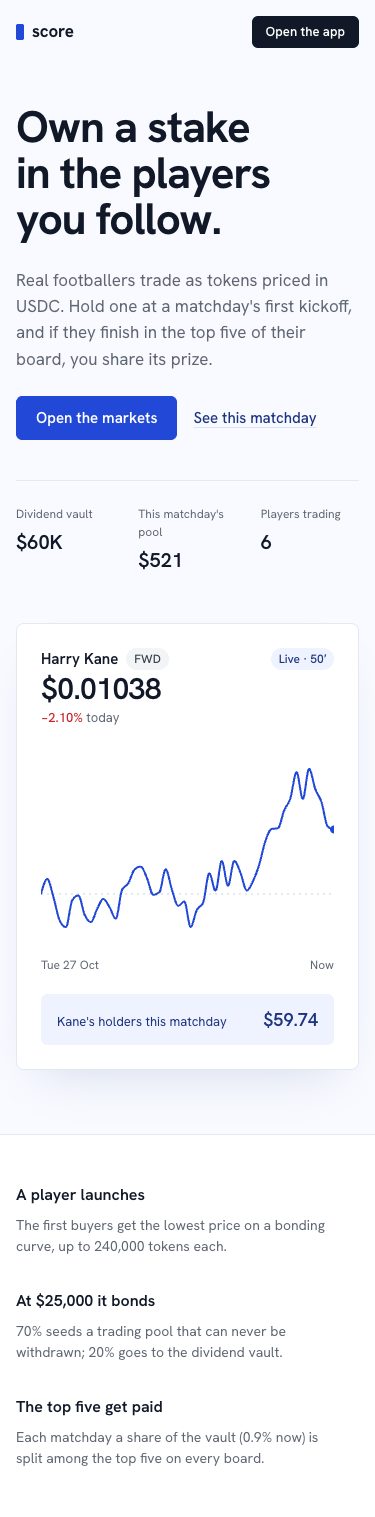 score
Open the app
Own a stake
in the players
you follow.
Real footballers trade as tokens priced in
USDC. Hold one at a matchday's first kickoff,
and if they finish in the top five of their
board, you share its prize.
Open the markets
See this matchday
Dividend vault
$60K
This matchday's
pool
$521
Players trading
6
Harry Kane FWD
Live · 50′
$0.01038
−2.10% today
Tue 27 Oct
Now
Kane's holders this matchday
$59.74
A player launches
The first buyers get the lowest price on a bonding
curve, up to 240,000 tokens each.
At $25,000 it bonds
70% seeds a trading pool that can never be
withdrawn; 20% goes to the dividend vault.
The top five get paid
Each matchday a share of the vault (0.9% now) is
split among the top five on every board.